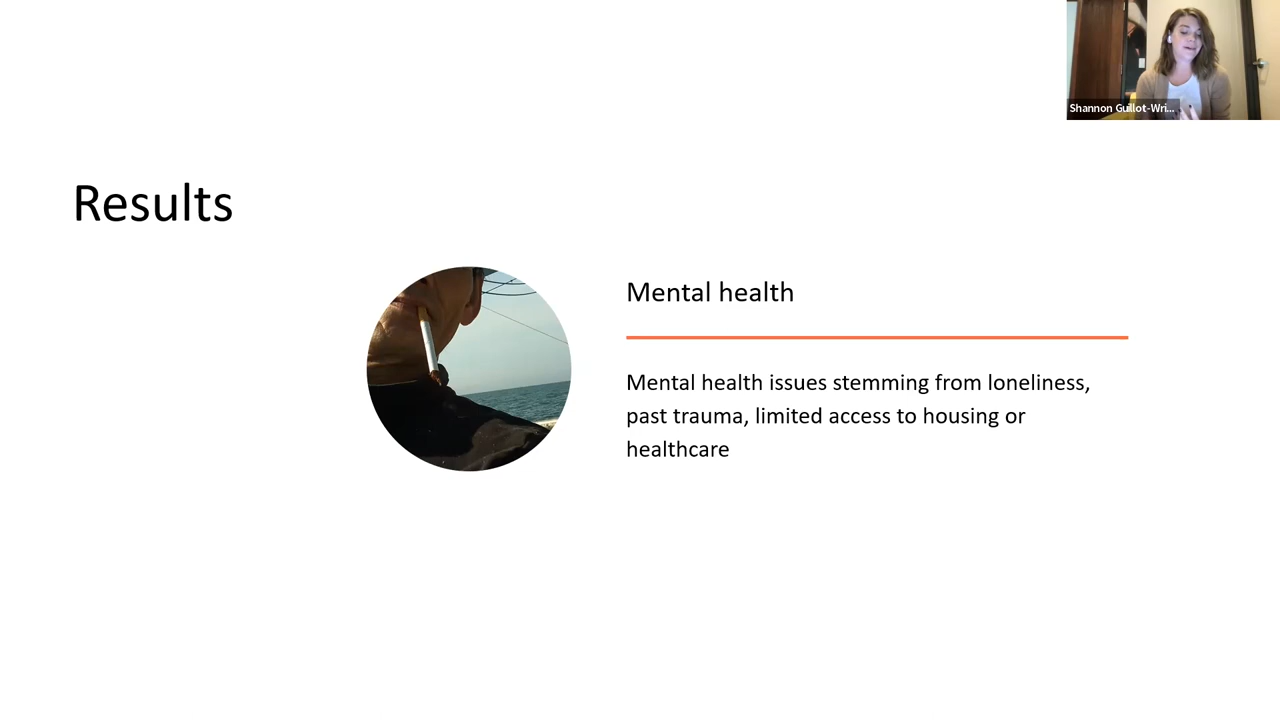 Shannon Guillot-Wri...
Results
Mental health
Mental health issues stemming from loneliness,
past trauma, limited access to housing or
healthcare